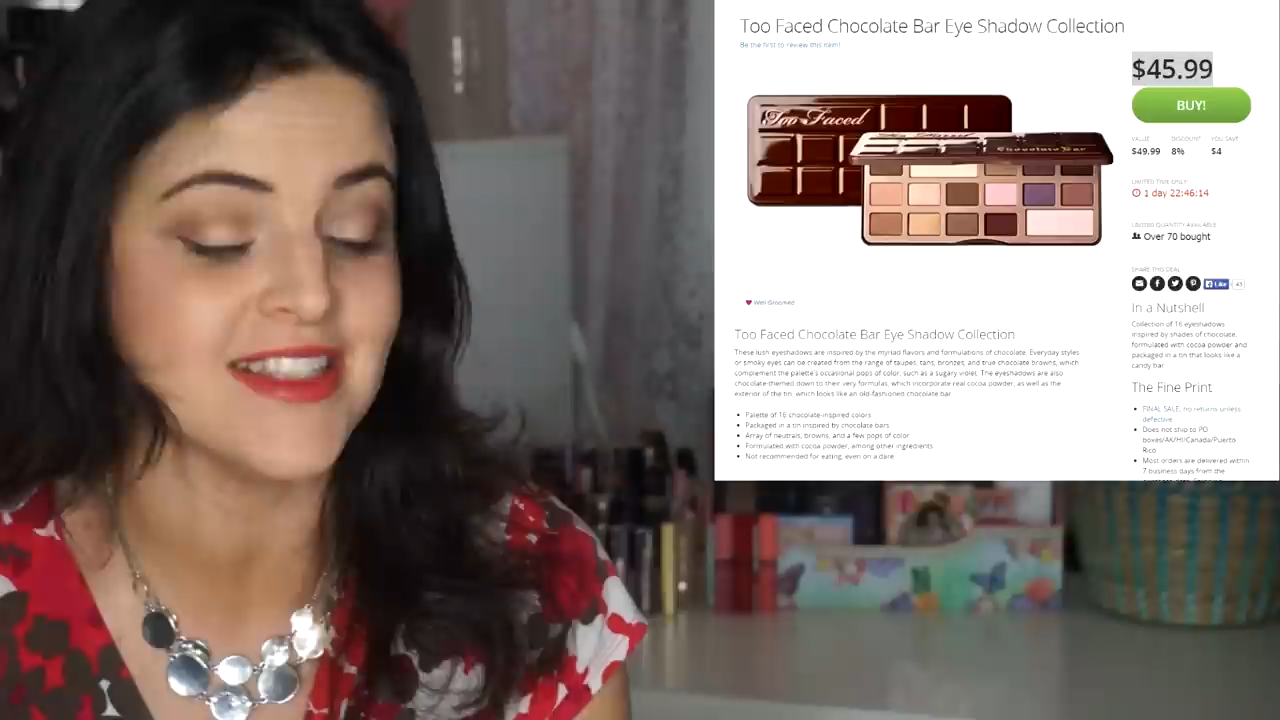 Too Faced Chocolate Bar Eye Shadow Collection
Be the first to review this item!
$45.99
BUY!
VALUE DISCOUNT YOU SAVE
$49.99 8% $4
LIMITED TIME ONLY!
1 day 22:46:14
LIMITED QUANTITY AVAILABLE
Over 70 bought
SHARE THIS DEAL
Like 43
Too Faced
Chocolate Bar
Well Groomed
Too Faced Chocolate Bar Eye Shadow Collection
These lush eyeshadows are inspired by the myriad flavors and formulations of chocolate. Everyday styles
or smoky eyes can be created from the range of taupes, tans, bronzes, and true chocolate browns, which
complement the palette's occasional pops of color, such as a sugary violet. The eyeshadows are also
chocolate-themed down to their very formulas, which incorporate real cocoa powder, as well as the
exterior of the tin, which looks like an old-fashioned chocolate bar.
Palette of 16 chocolate-inspired colors
Packaged in a tin inspired by chocolate bars
Array of neutrals, browns, and a few pops of color
Formulated with cocoa powder, among other ingredients
Not recommended for eating, even on a dare
In a Nutshell
Collection of 16 eyeshadows
inspired by shades of chocolate,
formulated with cocoa powder and
packaged in a tin that looks like a
candy bar
The Fine Print
FINAL SALE, no returns unless
defective.
Does not ship to PO
boxes/AK/HI/Canada/Puerto
Rico
Most orders are delivered within
7 business days from the